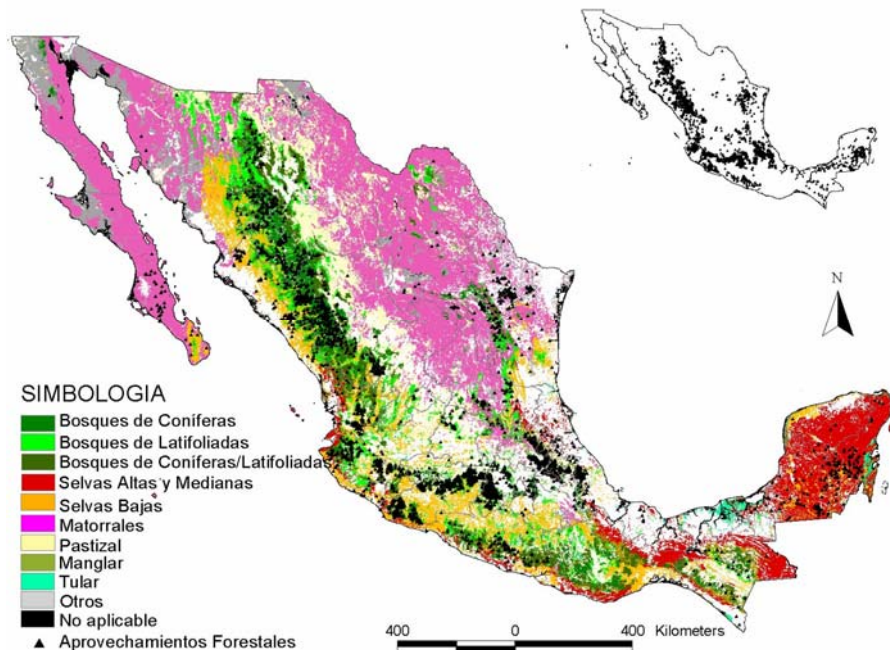 N
SIMBOLOGIA
Bosques de Coníferas
Bosques de Latifoliadas
Bosques de Coníferas/Latifoliadas
Selvas Altas y Medianas
Selvas Bajas
Matorrales
Pastizal
Manglar
Tular
Otros
No aplicable
Aprovechamientos Forestales
400 0 400 Kilometers